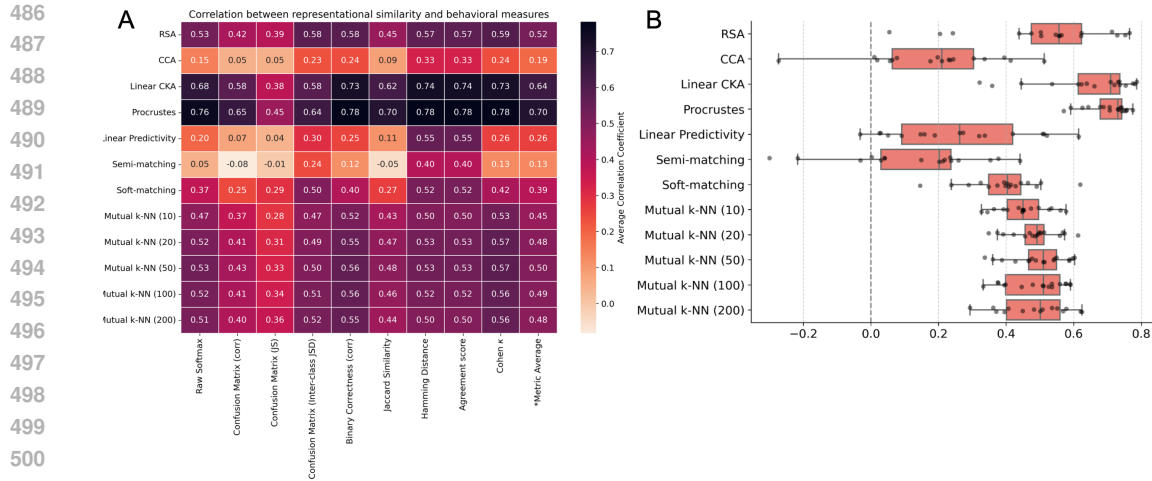 486
487
488
489
490
491
492
493
494
495
496
497
498
499
500
A
Correlation between representational similarity and behavioral measures
RSA 0.53 0.42 0.39 0.58 0.58 0.45 0.57 0.57 0.59 0.52
CCA 0.15 0.05 0.05 0.23 0.24 0.09 0.33 0.33 0.24 0.19
Linear CKA 0.68 0.58 0.38 0.58 0.73 0.62 0.74 0.74 0.73 0.64
Procrustes 0.76 0.65 0.45 0.64 0.78 0.70 0.78 0.78 0.77 0.70
Linear Predictivity 0.20 0.07 0.04 0.30 0.25 0.11 0.55 0.55 0.26 0.26
Semi-matching 0.05 -0.08 -0.01 0.24 0.12 -0.05 0.40 0.40 0.13 0.13
Soft-matching 0.37 0.25 0.29 0.50 0.40 0.27 0.52 0.52 0.42 0.39
Mutual k-NN (10) 0.47 0.37 0.28 0.47 0.52 0.43 0.50 0.50 0.53 0.45
Mutual k-NN (20) 0.52 0.41 0.31 0.49 0.55 0.47 0.53 0.53 0.57 0.48
Mutual k-NN (50) 0.53 0.43 0.33 0.50 0.56 0.48 0.53 0.53 0.57 0.50
Mutual k-NN (100) 0.52 0.41 0.34 0.51 0.56 0.46 0.52 0.52 0.56 0.49
Mutual k-NN (200) 0.51 0.40 0.36 0.52 0.55 0.44 0.50 0.50 0.56 0.48
Raw Softmax
Confusion Matrix (corr)
Confusion Matrix (JS)
Confusion Matrix (Inter-class JSD)
Binary Correctness (corr)
Jaccard Similarity
Hamming Distance
Agreement score
Cohen κ
*Metric Average
0.7
0.6
0.5
0.4
0.3
0.2
0.1
0.0
Average Correlation Coefficient
B
RSA
CCA
Linear CKA
Procrustes
Linear Predictivity
Semi-matching
Soft-matching
Mutual k-NN (10)
Mutual k-NN (20)
Mutual k-NN (50)
Mutual k-NN (100)
Mutual k-NN (200)
−0.2 0.0 0.2 0.4 0.6 0.8